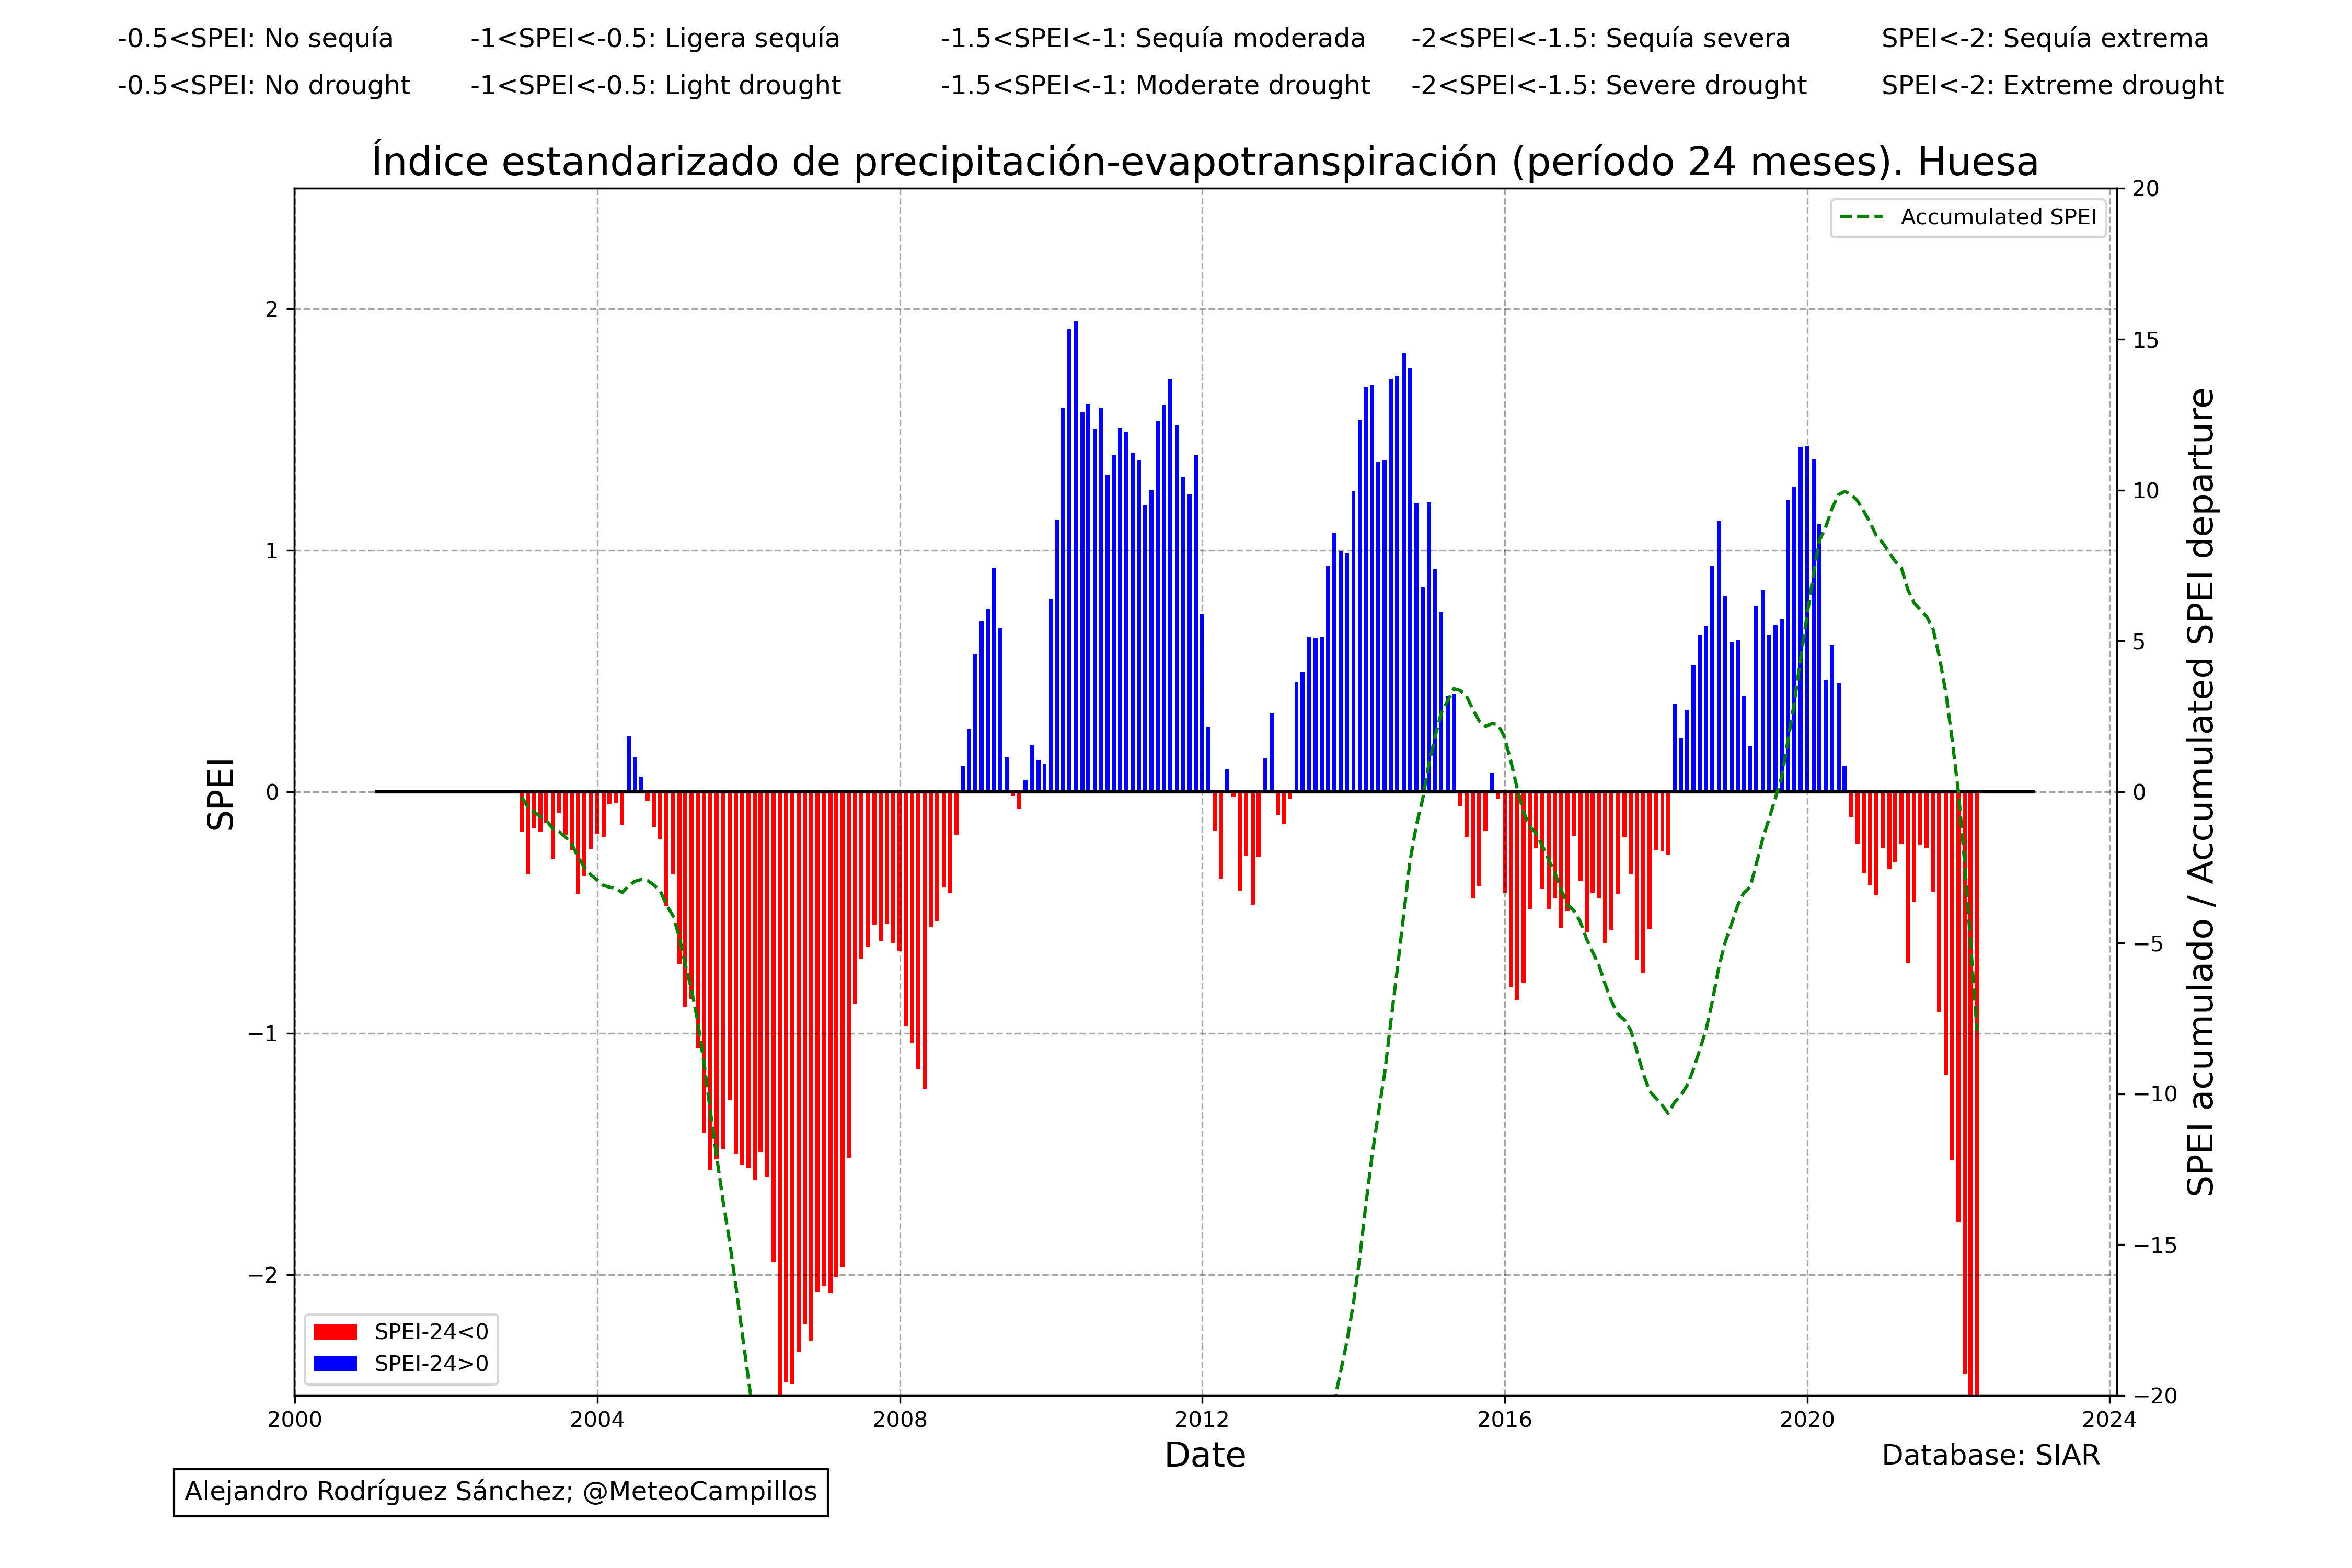 -0.5<SPEI: No sequía -1<SPEI<-0.5: Ligera sequía -1.5<SPEI<-1: Sequía moderada -2<SPEI<-1.5: Sequía severa SPEI<-2: Sequía extrema
-0.5<SPEI: No drought -1<SPEI<-0.5: Light drought -1.5<SPEI<-1: Moderate drought -2<SPEI<-1.5: Severe drought SPEI<-2: Extreme drought
Índice estandarizado de precipitación-evapotranspiración (período 24 meses). Huesa
Accumulated SPEI
SPEI
2
1
0
−1
−2
20
15
10
5
0
−5
−10
−15
−20
SPEI acumulado / Accumulated SPEI departure
SPEI-24<0
SPEI-24>0
2000 2004 2008 2012 2016 2020 2024
Date
Database: SIAR
Alejandro Rodríguez Sánchez; @MeteoCampillos